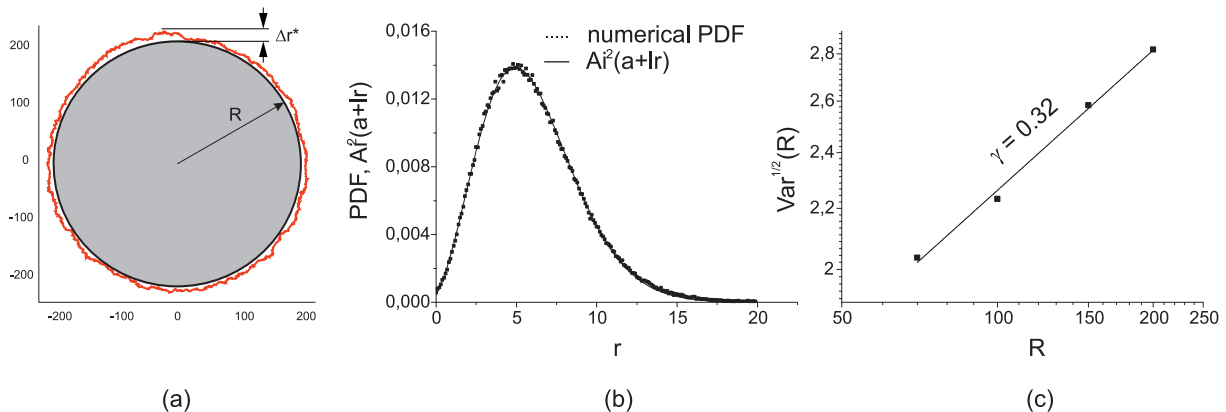 200
100
0
-100
-200
-200
-100
0
100
200
Δr*
R
(a)
PDF, Ai²(a+lr)
0,016
0,012
0,008
0,004
0,000
0
5
10
15
20
r
numerical PDF
Ai²(a+lr)
(b)
Var^1/2(R)
2,8
2,6
2,4
2,2
2
50
100
150
200
250
R
γ = 0.32
(c)